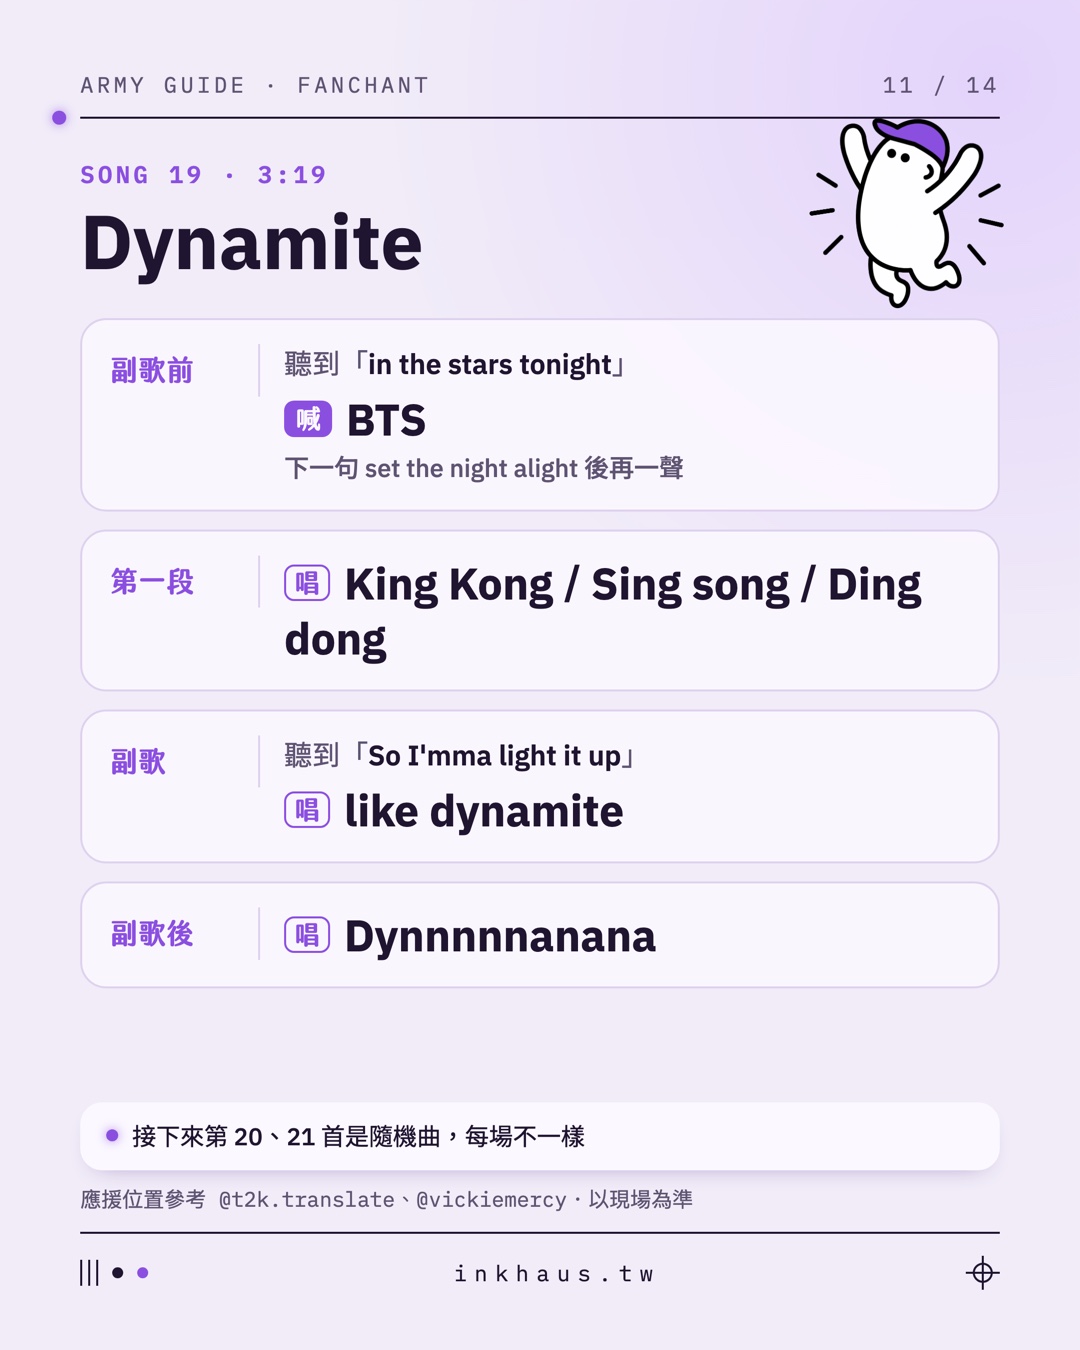 ARMY GUIDE · FANCHANT
11 / 14
SONG 19 · 3:19
Dynamite
副歌前
聽到「in the stars tonight」
喊 BTS
下一句 set the night alight 後再一聲
第一段
唱 King Kong / Sing song / Ding
dong
副歌
聽到「So I'mma light it up」
唱 like dynamite
副歌後
唱 Dynnnnnanana
接下來第 20、21 首是隨機曲，每場不一樣
應援位置參考 @t2k.translate、@vickiemercy · 以現場為準
inkhaus.tw